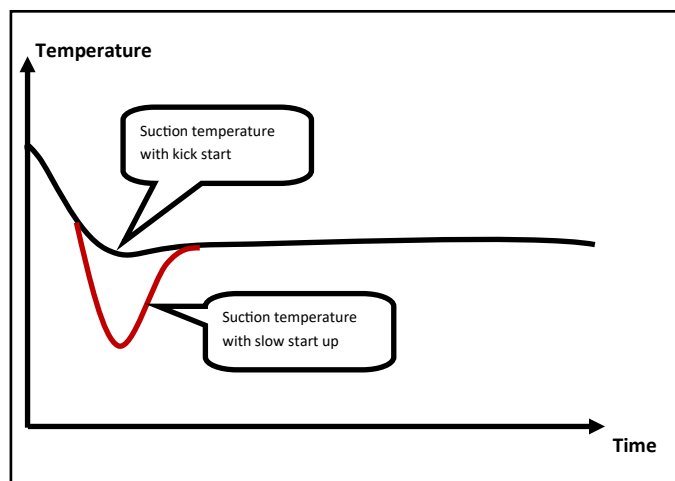 Temperature
Suction temperature
with kick start
Suction temperature
with slow start up
Time